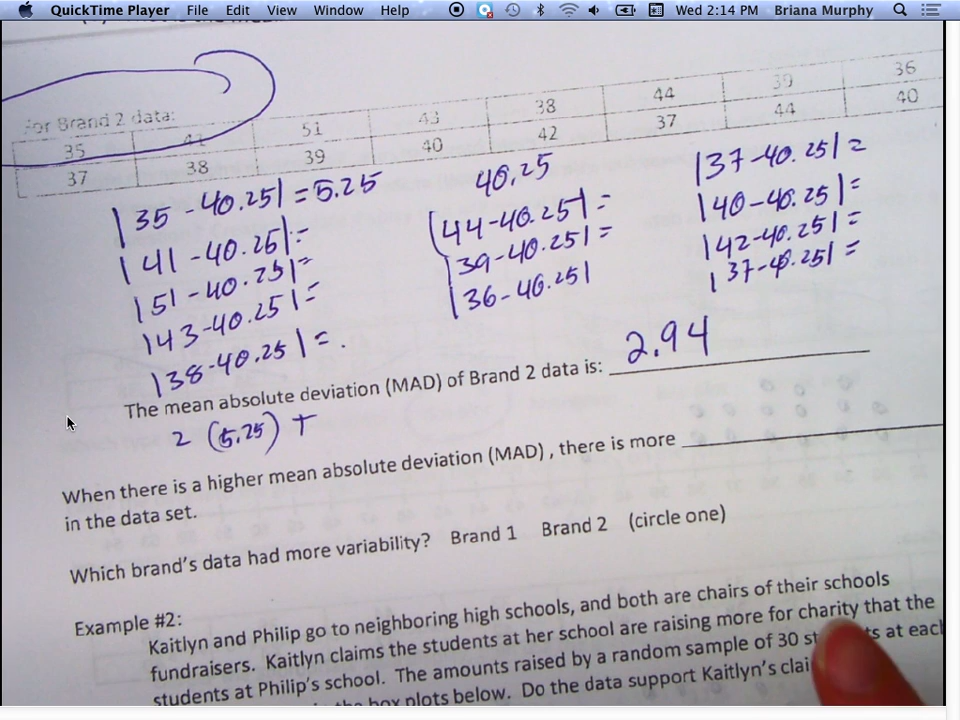 QuickTime Player File Edit View Window Help Wed 2:14 PM Briana Murphy
For Brand 2 data:
35 41 51 43 38 44 39 36
37 38 39 40 42 37 44 40
|35 - 40.25| = 5.25
|41 - 40.25| =
|51 - 40.25| =
|43 - 40.25| =
|38 - 40.25| =
40.25
|44 - 40.25| =
|39 - 40.25| =
|36 - 40.25|
|37 - 40.25| =
|40 - 40.25| =
|42 - 40.25| =
|37 - 40.25| =
The mean absolute deviation (MAD) of Brand 2 data is: 2.94
2 (5.25) +
When there is a higher mean absolute deviation (MAD) , there is more
in the data set.
Which brand's data had more variability? Brand 1 Brand 2 (circle one)
Example #2:
Kaitlyn and Philip go to neighboring high schools, and both are chairs of their schools
fundraisers. Kaitlyn claims the students at her school are raising more for charity that the
students at Philip's school. The amounts raised by a random sample of 30 at each
the box plots below. Do the data support Kaitlyn's